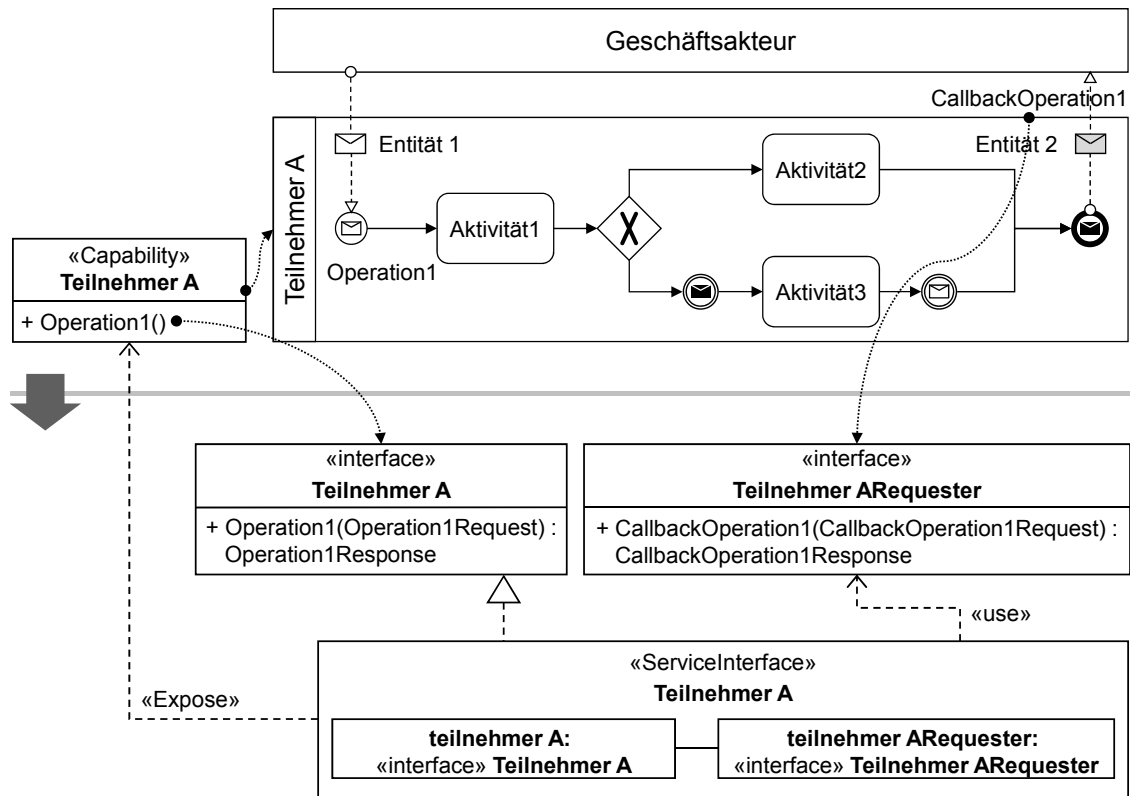 Geschäftsakteur
CallbackOperation1
Teilnehmer A
Entität 1
Entität 2
Aktivität1
Aktivität2
Aktivität3
X
Operation1
«Capability»
Teilnehmer A
+ Operation1()
«interface»
Teilnehmer A
+ Operation1(Operation1Request) :
Operation1Response
«interface»
Teilnehmer ARequester
+ CallbackOperation1(CallbackOperation1Request) :
CallbackOperation1Response
«use»
«Expose»
«ServiceInterface»
Teilnehmer A
teilnehmer A:
«interface» Teilnehmer A
teilnehmer ARequester:
«interface» Teilnehmer ARequester